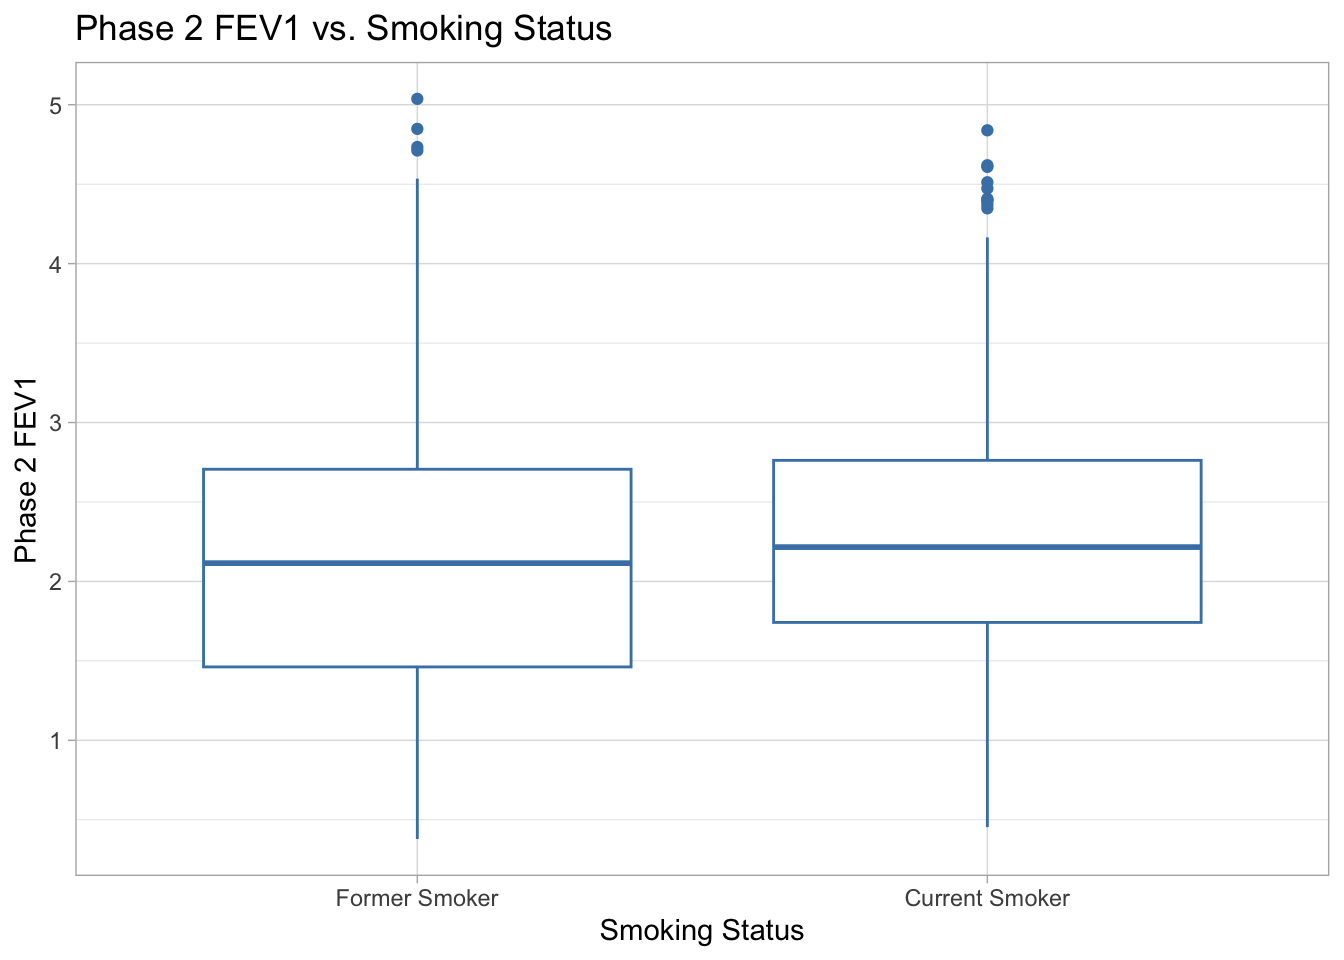 Phase 2 FEV1 vs. Smoking Status
5
4
3
2
1
Phase 2 FEV1
Former Smoker
Current Smoker
Smoking Status